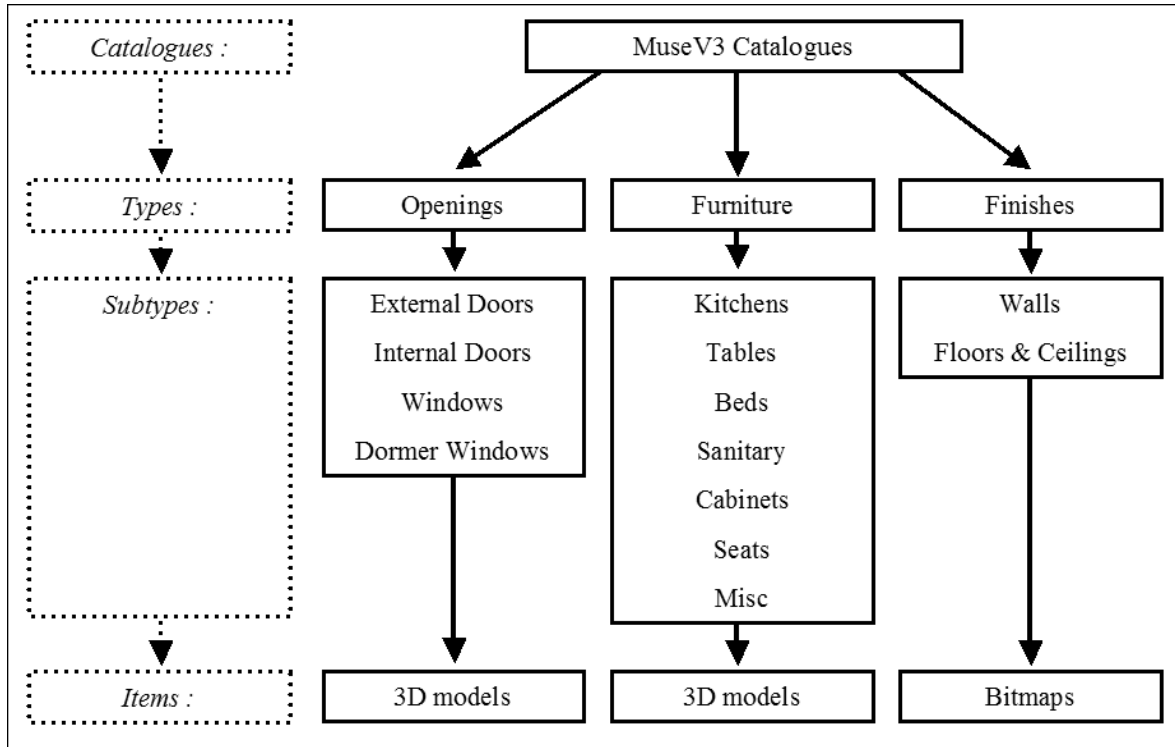 Catalogues :
MuseV3 Catalogues
Types :
Openings
Furniture
Finishes
Subtypes :
External Doors
Internal Doors
Windows
Dormer Windows
Kitchens
Tables
Beds
Sanitary
Cabinets
Seats
Misc
Walls
Floors & Ceilings
Items :
3D models
3D models
Bitmaps